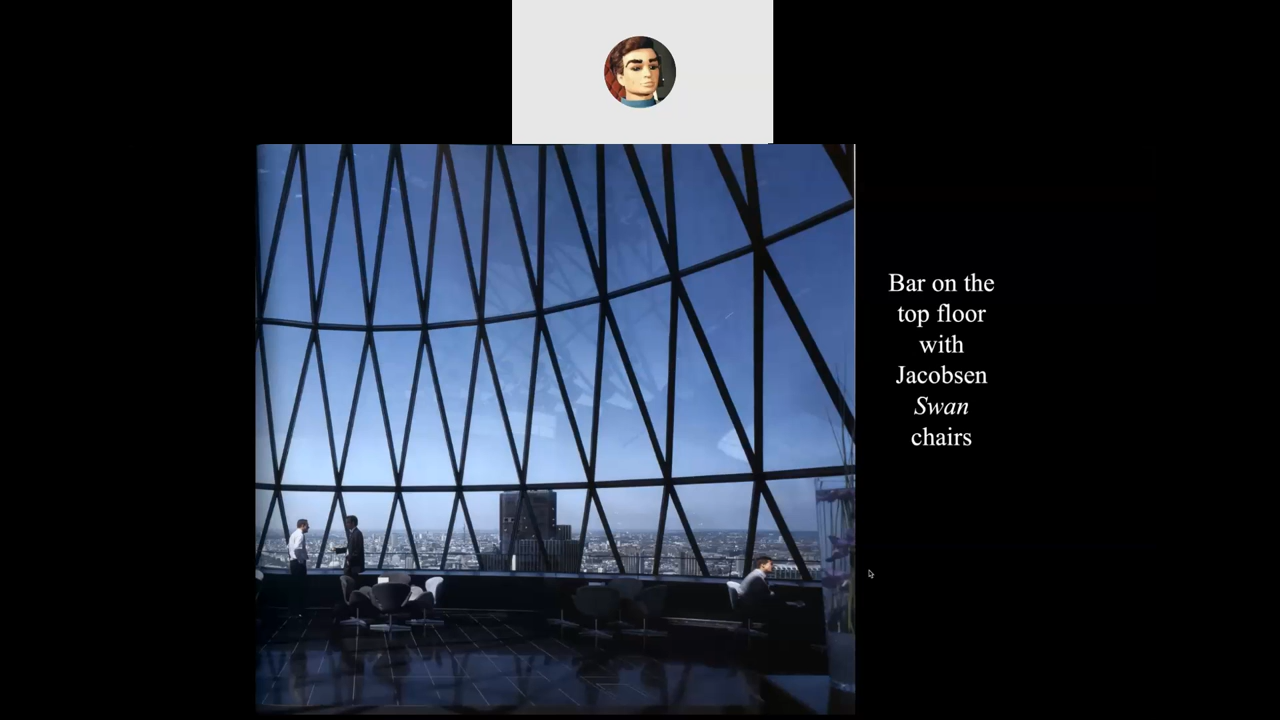 Bar on the
top floor
with
Jacobsen
Swan
chairs